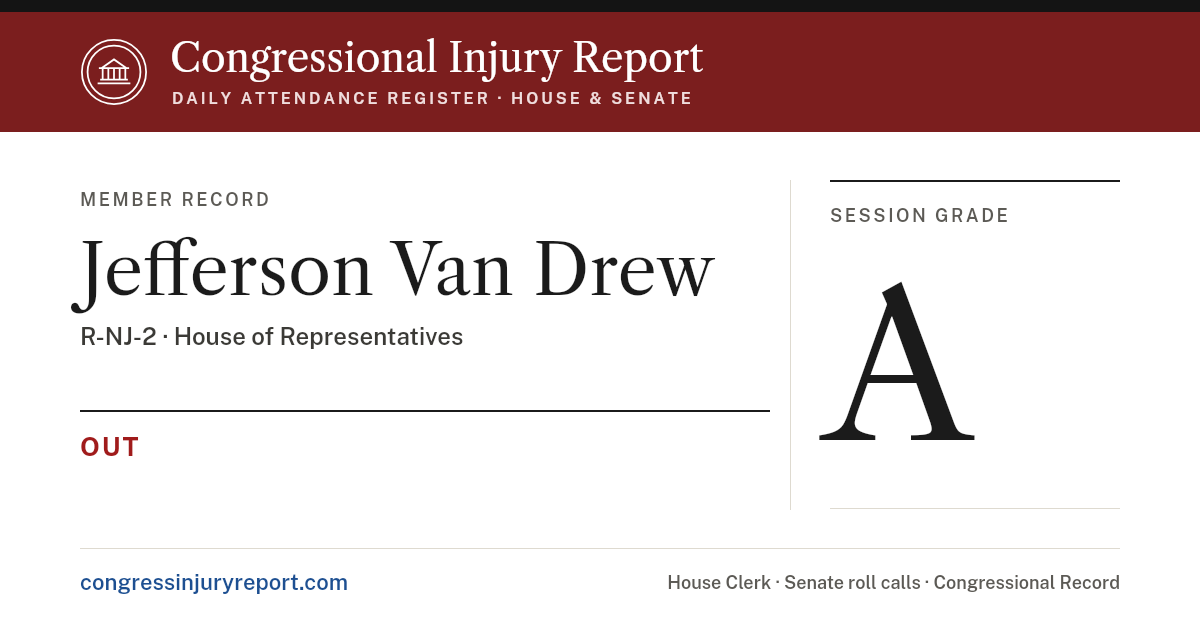 Congressional Injury Report
DAILY ATTENDANCE REGISTER · HOUSE & SENATE
MEMBER RECORD
Jefferson Van Drew
R-NJ-2 · House of Representatives
OUT
SESSION GRADE
A
congressinjuryreport.com
House Clerk · Senate roll calls · Congressional Record